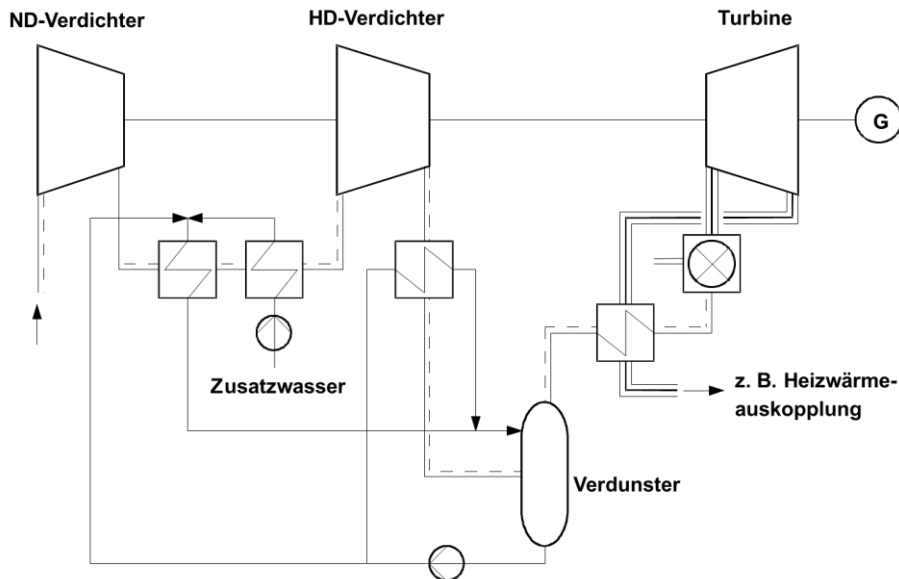 ND-Verdichter
HD-Verdichter
Turbine
G
Zusatzwasser
z. B. Heizwärme-
auskopplung
Verdunster